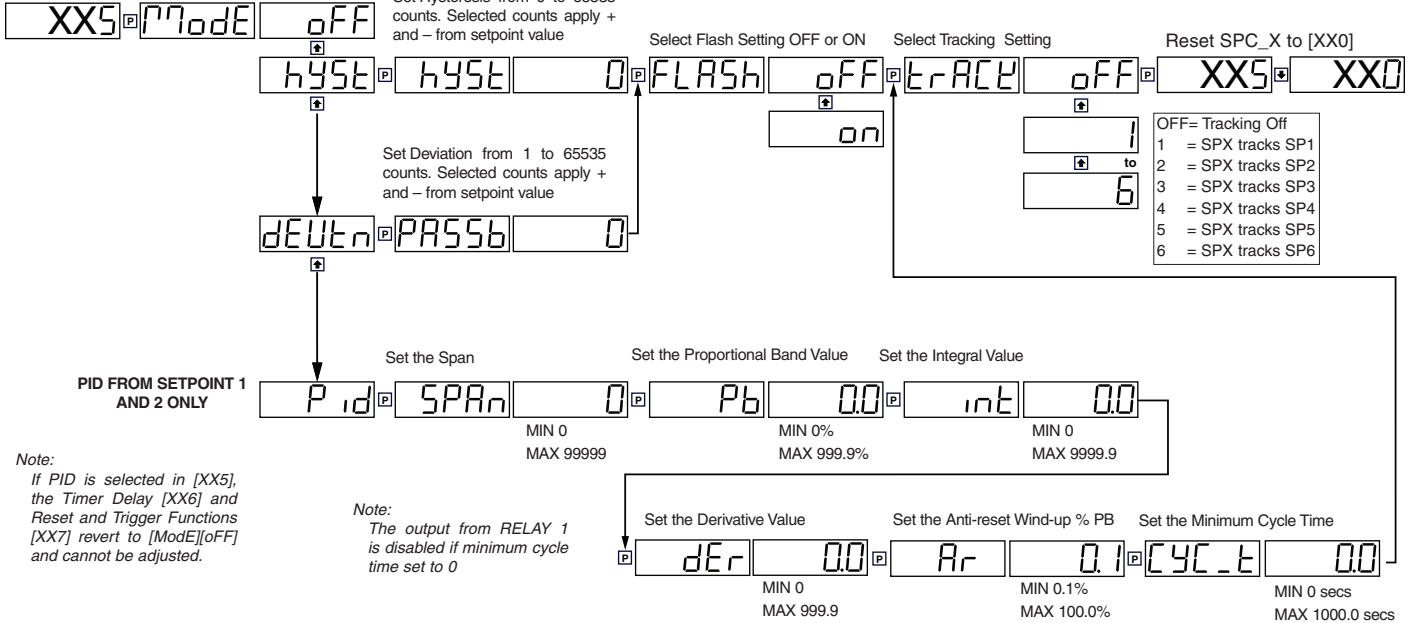 counts. Selected counts apply +
and – from setpoint value
XX5 P ModE oFF
Select Flash Setting OFF or ON
Select Tracking Setting
Reset SPC_X to [XX0]
hYSt P hYSt 0 P FLASh oFF P trACK oFF P XX5 XX0
on
1
to
6
OFF= Tracking Off
1 = SPX tracks SP1
2 = SPX tracks SP2
3 = SPX tracks SP3
4 = SPX tracks SP4
5 = SPX tracks SP5
6 = SPX tracks SP6
Set Deviation from 1 to 65535
counts. Selected counts apply +
and – from setpoint value
dEVtn P PASSb 0
PID FROM SETPOINT 1
AND 2 ONLY
Set the Span
Set the Proportional Band Value
Set the Integral Value
Pid P SPAn 0 P Pb 0.0 P int 0.0
MIN 0
MAX 99999
MIN 0%
MAX 999.9%
MIN 0
MAX 9999.9
Note:
If PID is selected in [XX5],
the Timer Delay [XX6] and
Reset and Trigger Functions
[XX7] revert to [ModE][oFF]
and cannot be adjusted.
Note:
The output from RELAY 1
is disabled if minimum cycle
time set to 0
Set the Derivative Value
Set the Anti-reset Wind-up % PB
Set the Minimum Cycle Time
P dEr 0.0 P Ar 0.1 P CYC_t 0.0
MIN 0
MAX 999.9
MIN 0.1%
MAX 100.0%
MIN 0 secs
MAX 1000.0 secs